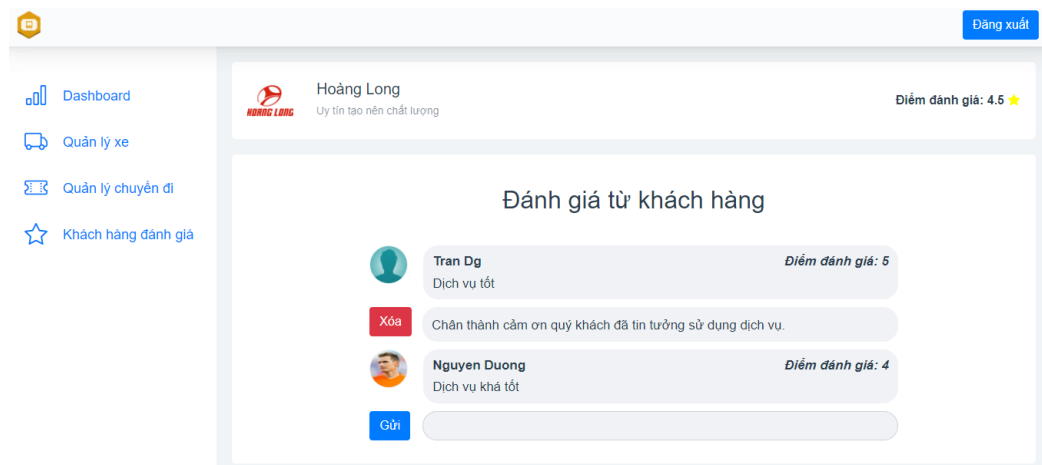 Đăng xuất
Dashboard
Quản lý xe
Quản lý chuyến đi
Khách hàng đánh giá
HOÀNG LONG
Hoàng Long
Uy tín tạo nên chất lượng
Điểm đánh giá: 4.5
Đánh giá từ khách hàng
Tran Dg
Điểm đánh giá: 5
Dịch vụ tốt
Xóa
Chân thành cảm ơn quý khách đã tin tưởng sử dụng dịch vụ.
Nguyen Duong
Điểm đánh giá: 4
Dịch vụ khá tốt
Gửi